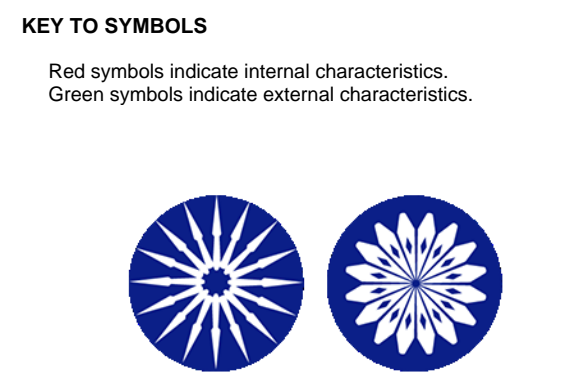 KEY TO SYMBOLS
Red symbols indicate internal characteristics.
Green symbols indicate external characteristics.